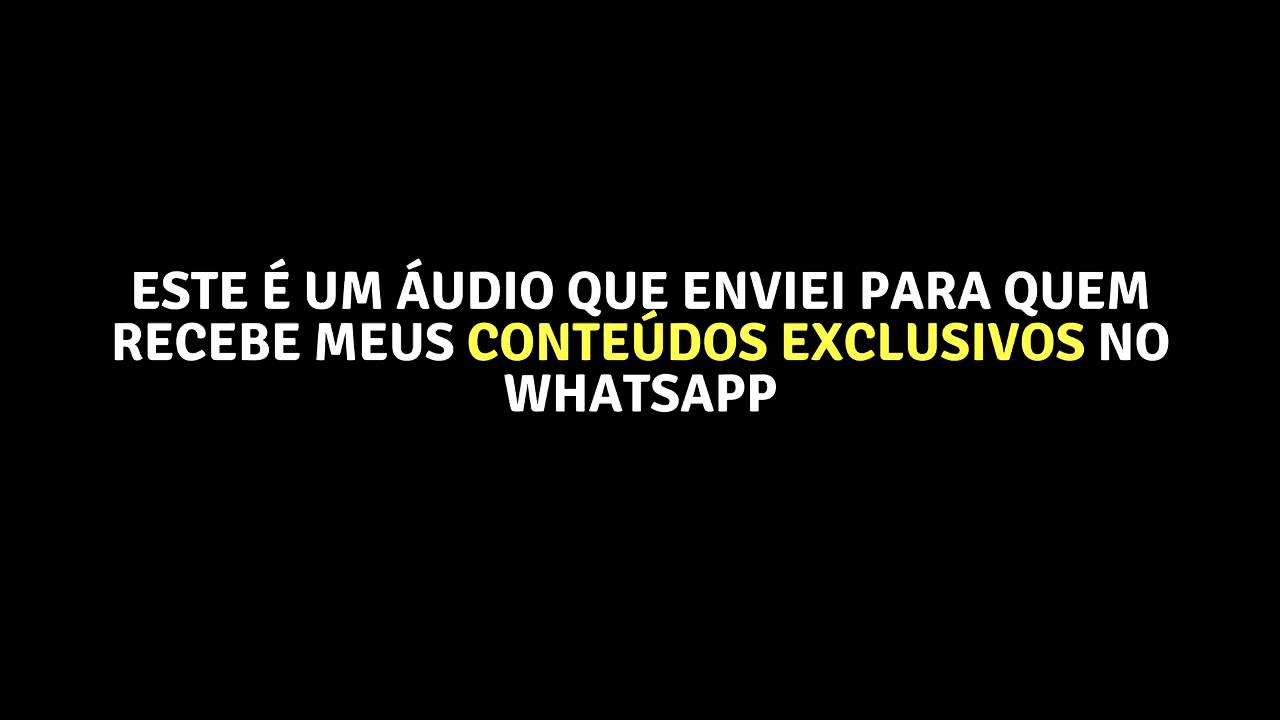 ESTE É UM ÁUDIO QUE ENVIEI PARA QUEM
RECEBE MEUS CONTEÚDOS EXCLUSIVOS NO
WHATSAPP